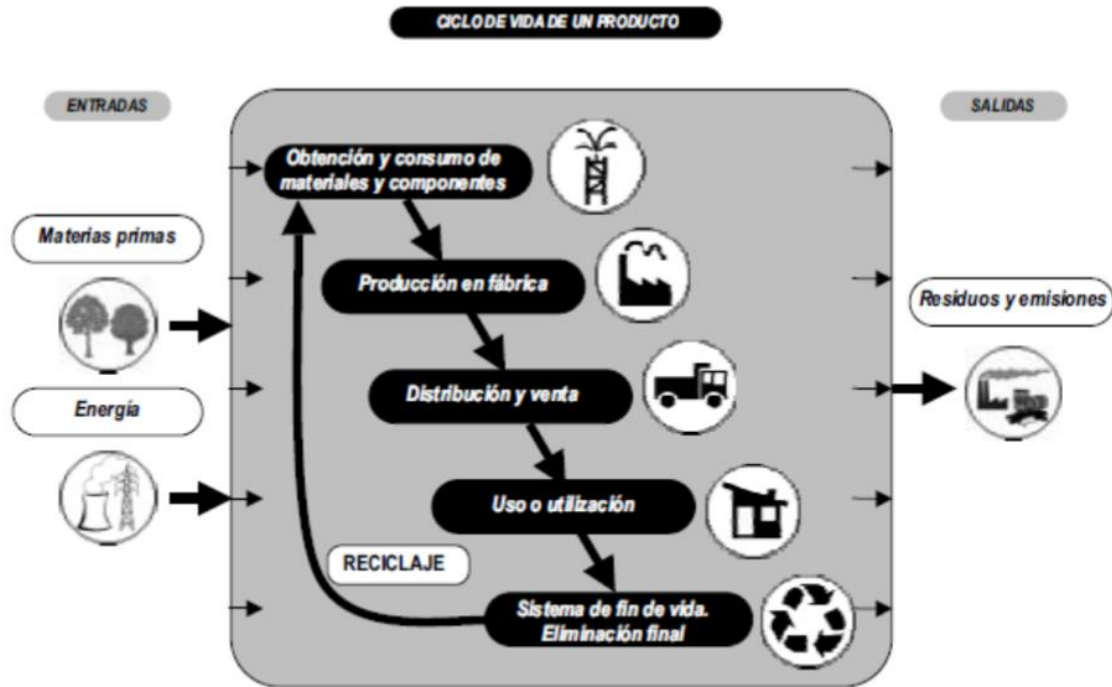 CICLO DE VIDA DE UN PRODUCTO
ENTRADAS
SALIDAS
Obtención y consumo de
materiales y componentes
Materias primas
Producción en fábrica
Residuos y emisiones
Distribución y venta
Energía
Uso o utilización
RECICLAJE
Sistema de fin de vida.
Eliminación final